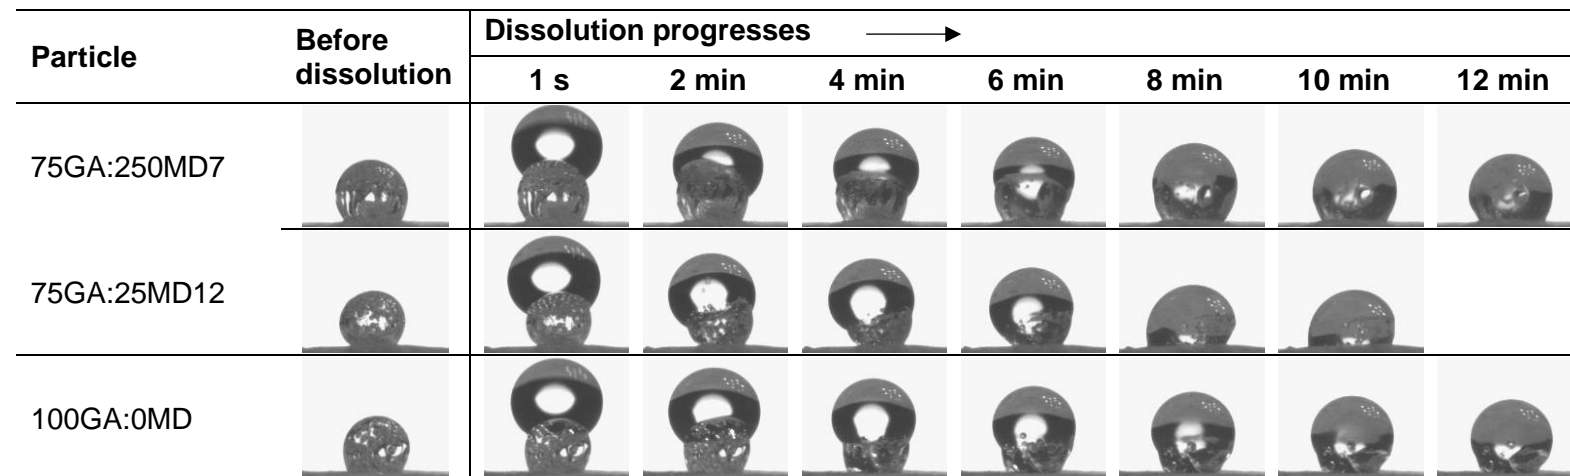 Particle
Before
dissolution
Dissolution progresses
1 s
2 min
4 min
6 min
8 min
10 min
12 min
75GA:250MD7
75GA:25MD12
100GA:0MD